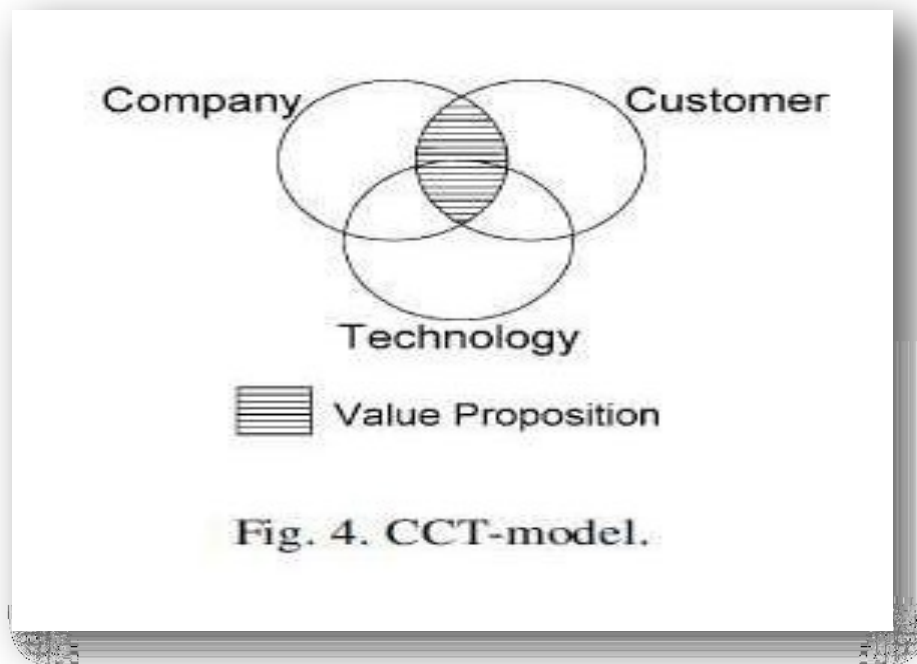 Company
Customer
Technology
Value Proposition
Fig. 4. CCT-model.